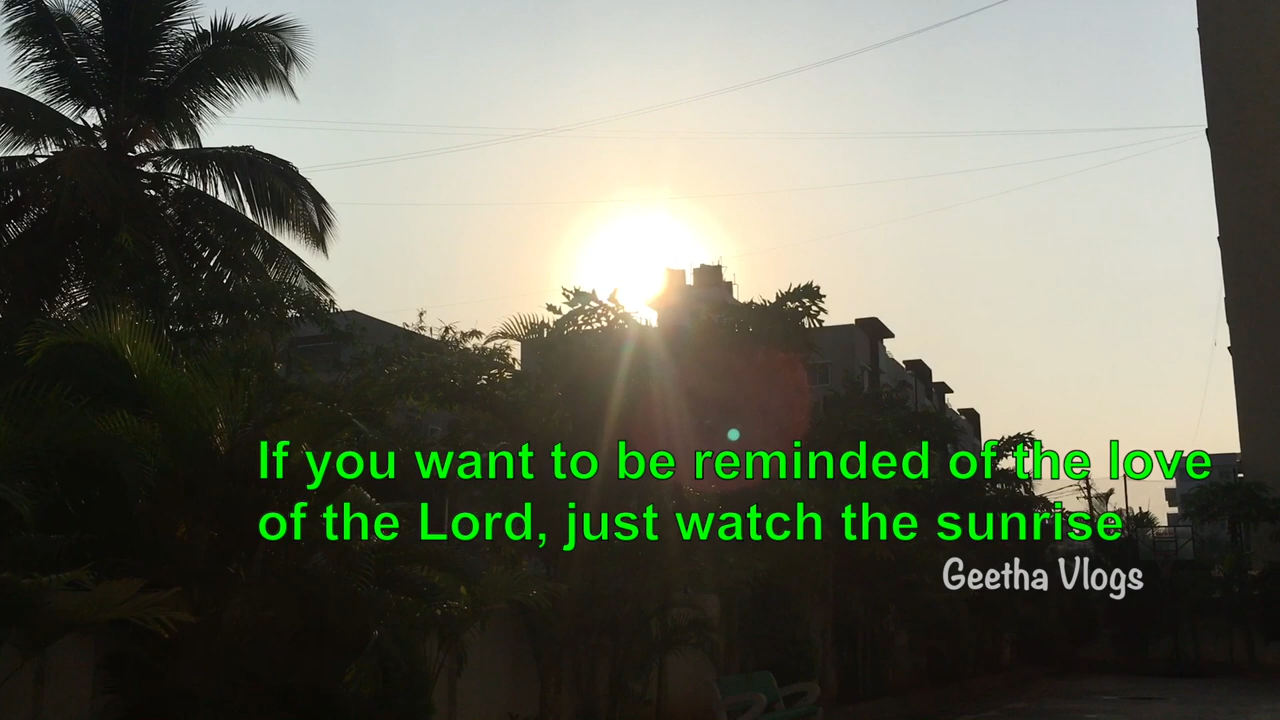 If you want to be reminded of the love
of the Lord, just watch the sunrise
Geetha Vlogs